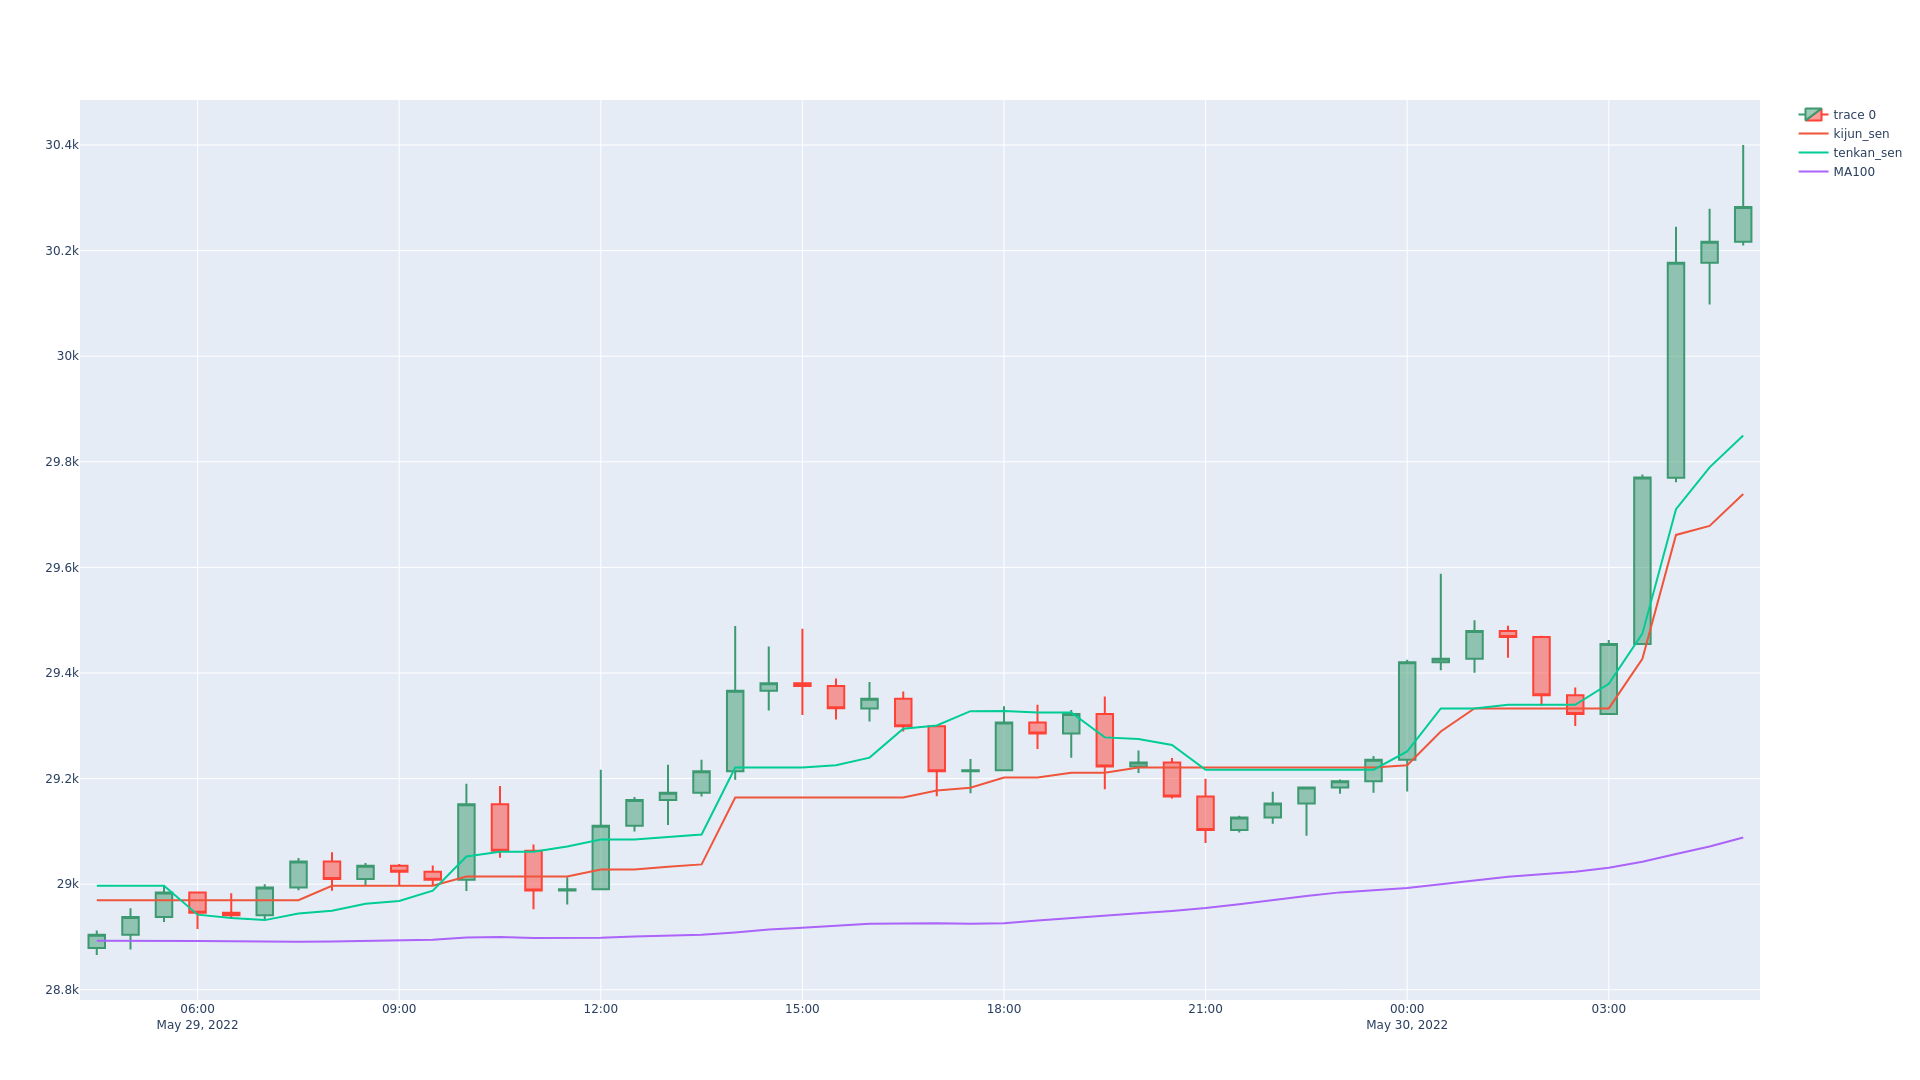 30.4k
30.2k
30k
29.8k
29.6k
29.4k
29.2k
29k
28.8k
06:00
May 29, 2022
09:00
12:00
15:00
18:00
21:00
00:00
May 30, 2022
03:00
trace 0
kijun_sen
tenkan_sen
MA100